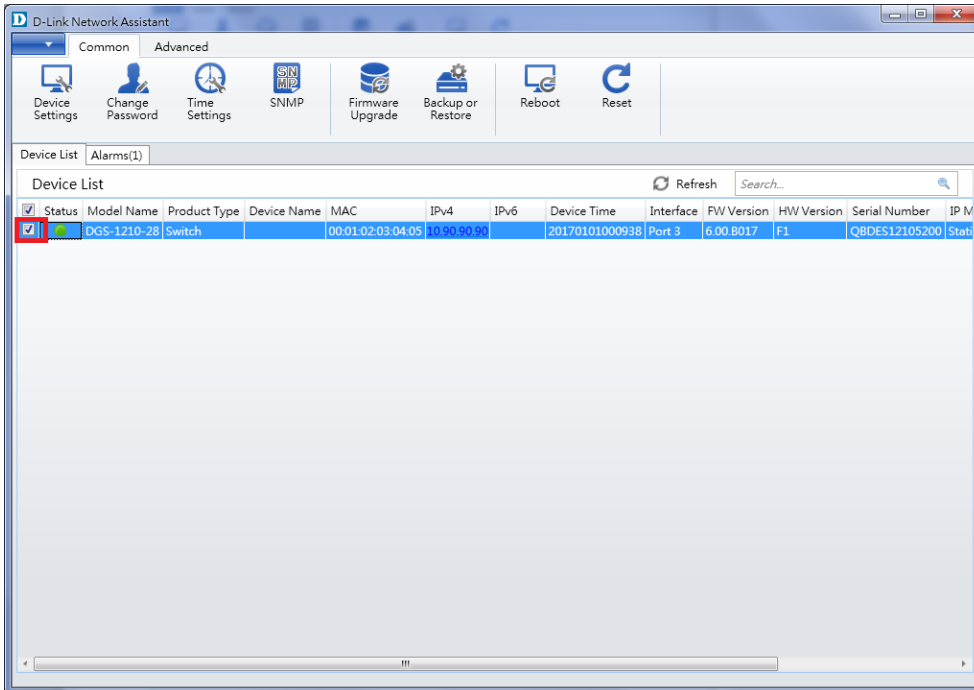 D D-Link Network Assistant
Common Advanced
SNMP
Device Settings
Change Password
Time Settings
SNMP
Firmware Upgrade
Backup or Restore
Reboot
Reset
Device List Alarms(1)
Device List Refresh Search...
Status Model Name Product Type Device Name MAC IPv4 IPv6 Device Time Interface FW Version HW Version Serial Number IP M
DGS-1210-28 Switch 00:01:02:03:04:05 10.90.90.90 20170101000938 Port 3 6.00.B017 F1 QBDES12105200 Stati